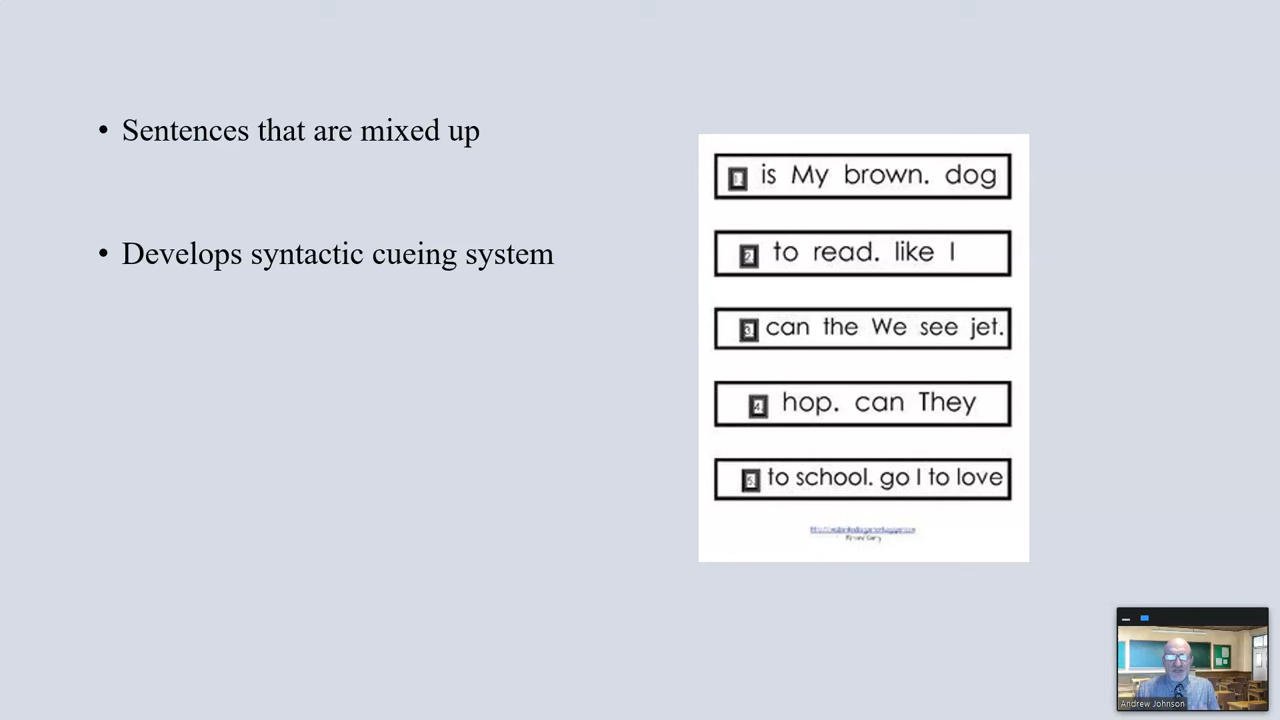 • Sentences that are mixed up
• Develops syntactic cueing system
1 is My brown. dog
2 to read. like I
3 can the We see jet.
4 hop. can They
5 to school. go I to love
Andrew Johnson